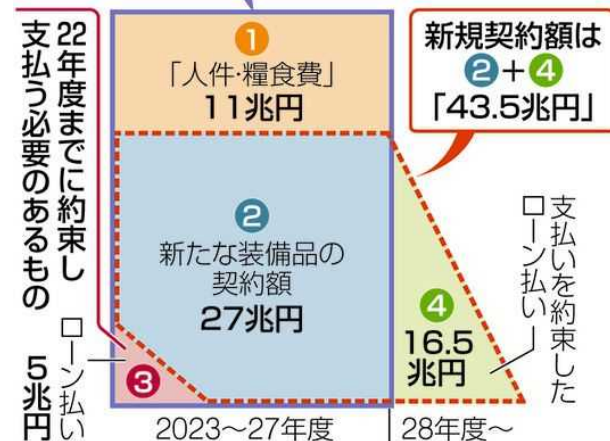 22年度までに約束し
支払う必要のあるもの
ローン払い
5兆円
❶
「人件・糧食費」
11兆円
新規契約額は
❷+❹
「43.5兆円」
❷
新たな装備品の
契約額
27兆円
❸
❹
16.5
兆円
支払いを約束した
ローン払い
2023〜27年度
28年度〜